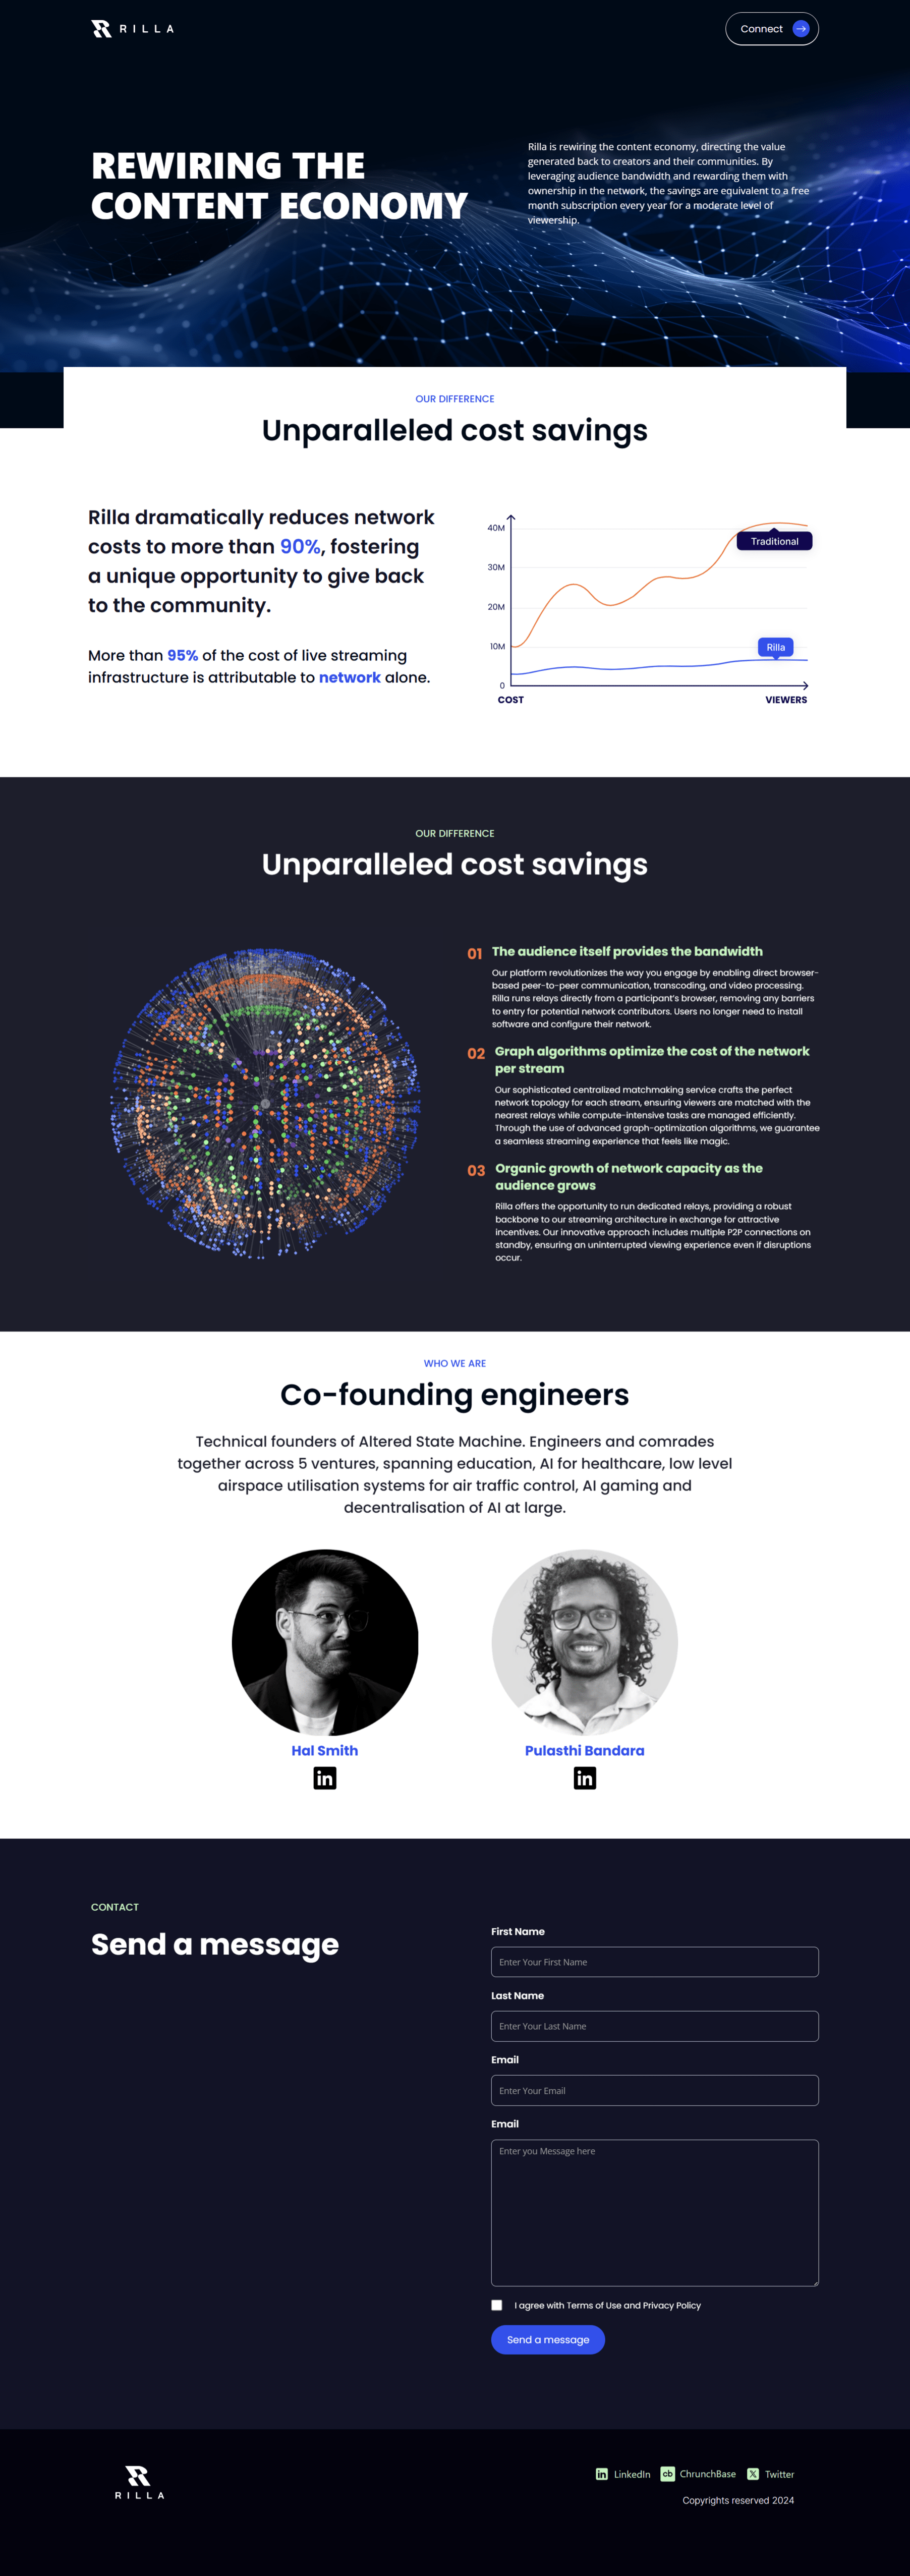 RILLA
Connect
REWIRING THE
CONTENT ECONOMY
Rilla is rewiring the content economy, directing the value
generated back to creators and their communities. By
leveraging audience bandwidth and rewarding them with
ownership in the network, the savings are equivalent to a free
month subscription every year for a moderate level of
viewership.
OUR DIFFERENCE
Unparalleled cost savings
Rilla dramatically reduces network
costs to more than 90%, fostering
a unique opportunity to give back
to the community.
More than 95% of the cost of live streaming
infrastructure is attributable to network alone.
40M
Traditional
30M
20M
10M
Rilla
0
COST
VIEWERS
OUR DIFFERENCE
Unparalleled cost savings
01 The audience itself provides the bandwidth
Our platform revolutionizes the way you engage by enabling direct browser-
based peer-to-peer communication, transcoding, and video processing.
Rilla runs relays directly from a participant's browser, removing any barriers
to entry for potential network contributors. Users no longer need to install
software and configure their network.
02 Graph algorithms optimize the cost of the network
per stream
Our sophisticated centralized matchmaking service crafts the perfect
network topology for each stream, ensuring viewers are matched with the
nearest relays while compute-intensive tasks are managed efficiently.
Through the use of advanced graph-optimization algorithms, we guarantee
a seamless streaming experience that feels like magic.
03 Organic growth of network capacity as the
audience grows
Rilla offers the opportunity to run dedicated relays, providing a robust
backbone to our streaming architecture in exchange for attractive
incentives. Our innovative approach includes multiple P2P connections on
standby, ensuring an uninterrupted viewing experience even if disruptions
occur.
WHO WE ARE
Co-founding engineers
Technical founders of Altered State Machine. Engineers and comrades
together across 5 ventures, spanning education, AI for healthcare, low level
airspace utilisation systems for air traffic control, AI gaming and
decentralisation of AI at large.
Hal Smith
in
Pulasthi Bandara
in
CONTACT
Send a message
First Name
Enter Your First Name
Last Name
Enter Your Last Name
Email
Enter Your Email
Email
Enter you Message here
I agree with Terms of Use and Privacy Policy
Send a message
RILLA
in LinkedIn cb ChrunchBase X Twitter
Copyrights reserved 2024